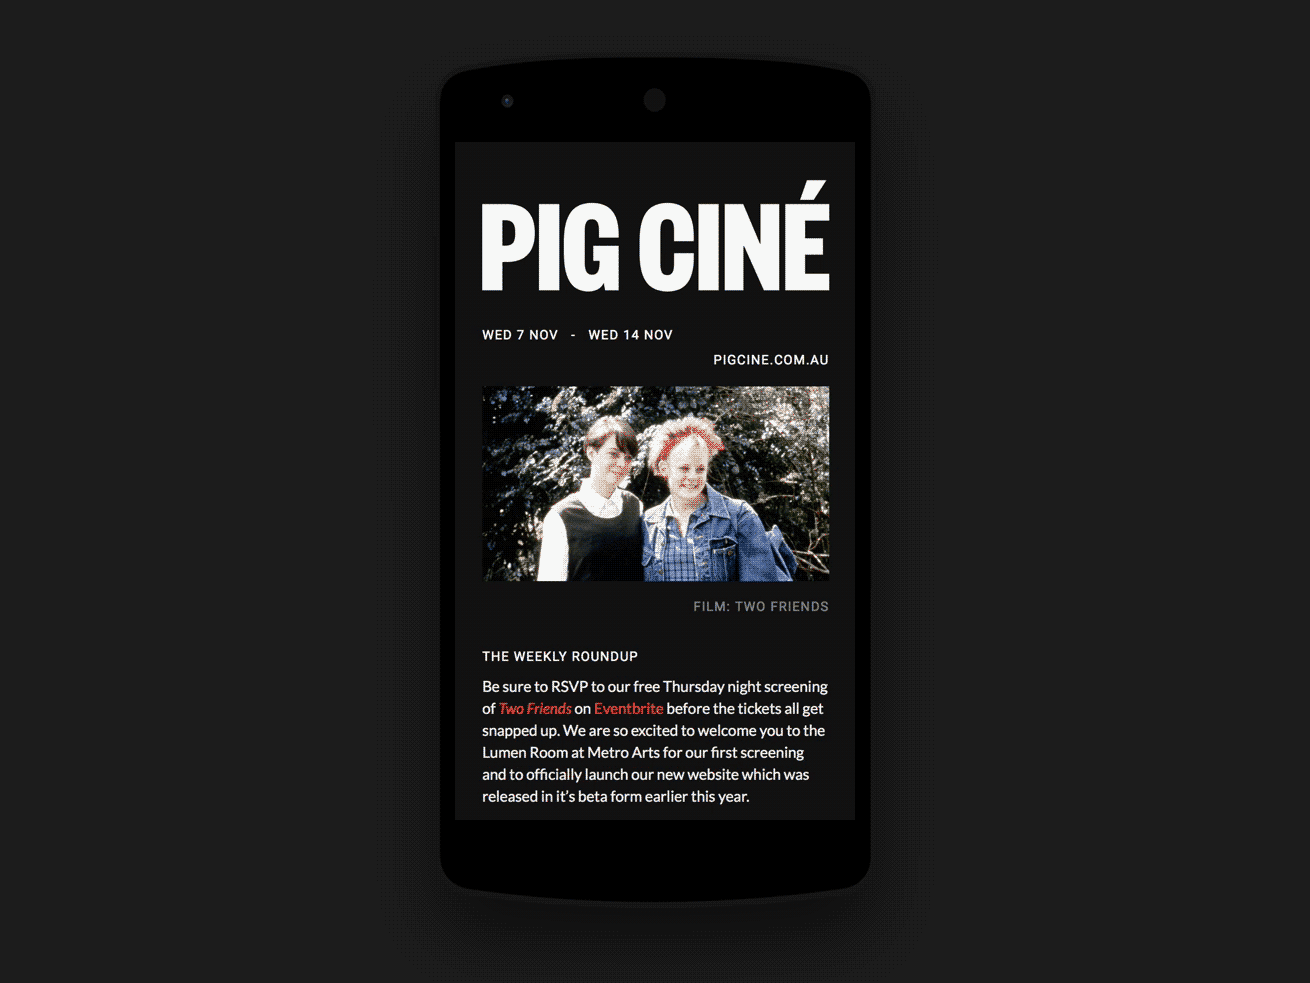 PIG CINÉ
WED 7 NOV - WED 14 NOV
PIGCINE.COM.AU
FILM: TWO FRIENDS
THE WEEKLY ROUNDUP
Be sure to RSVP to our free Thursday night screening
of Two Friends on Eventbrite before the tickets all get
snapped up. We are so excited to welcome you to the
Lumen Room at Metro Arts for our first screening
and to officially launch our new website which was
released in it’s beta form earlier this year.